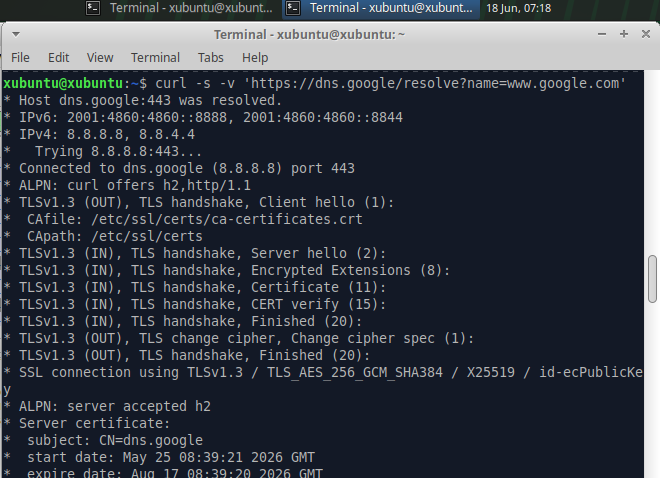 Terminal - xubuntu@xubunt... Terminal - xubuntu@xubunt... 18 Jun, 07:18
Terminal - xubuntu@xubuntu: ~
File Edit View Terminal Tabs Help
xubuntu@xubuntu:~$ curl -s -v 'https://dns.google/resolve?name=www.google.com'
* Host dns.google:443 was resolved.
* IPv6: 2001:4860:4860::8888, 2001:4860:4860::8844
* IPv4: 8.8.8.8, 8.8.4.4
*   Trying 8.8.8.8:443...
* Connected to dns.google (8.8.8.8) port 443
* ALPN: curl offers h2,http/1.1
* TLSv1.3 (OUT), TLS handshake, Client hello (1):
*  CAfile: /etc/ssl/certs/ca-certificates.crt
*  CApath: /etc/ssl/certs
* TLSv1.3 (IN), TLS handshake, Server hello (2):
* TLSv1.3 (IN), TLS handshake, Encrypted Extensions (8):
* TLSv1.3 (IN), TLS handshake, Certificate (11):
* TLSv1.3 (IN), TLS handshake, CERT verify (15):
* TLSv1.3 (IN), TLS handshake, Finished (20):
* TLSv1.3 (OUT), TLS change cipher, Change cipher spec (1):
* TLSv1.3 (OUT), TLS handshake, Finished (20):
* SSL connection using TLSv1.3 / TLS_AES_256_GCM_SHA384 / X25519 / id-ecPublicKe
y
* ALPN: server accepted h2
* Server certificate:
*  subject: CN=dns.google
*  start date: May 25 08:39:21 2026 GMT
*  expire date: Aug 17 08:39:20 2026 GMT